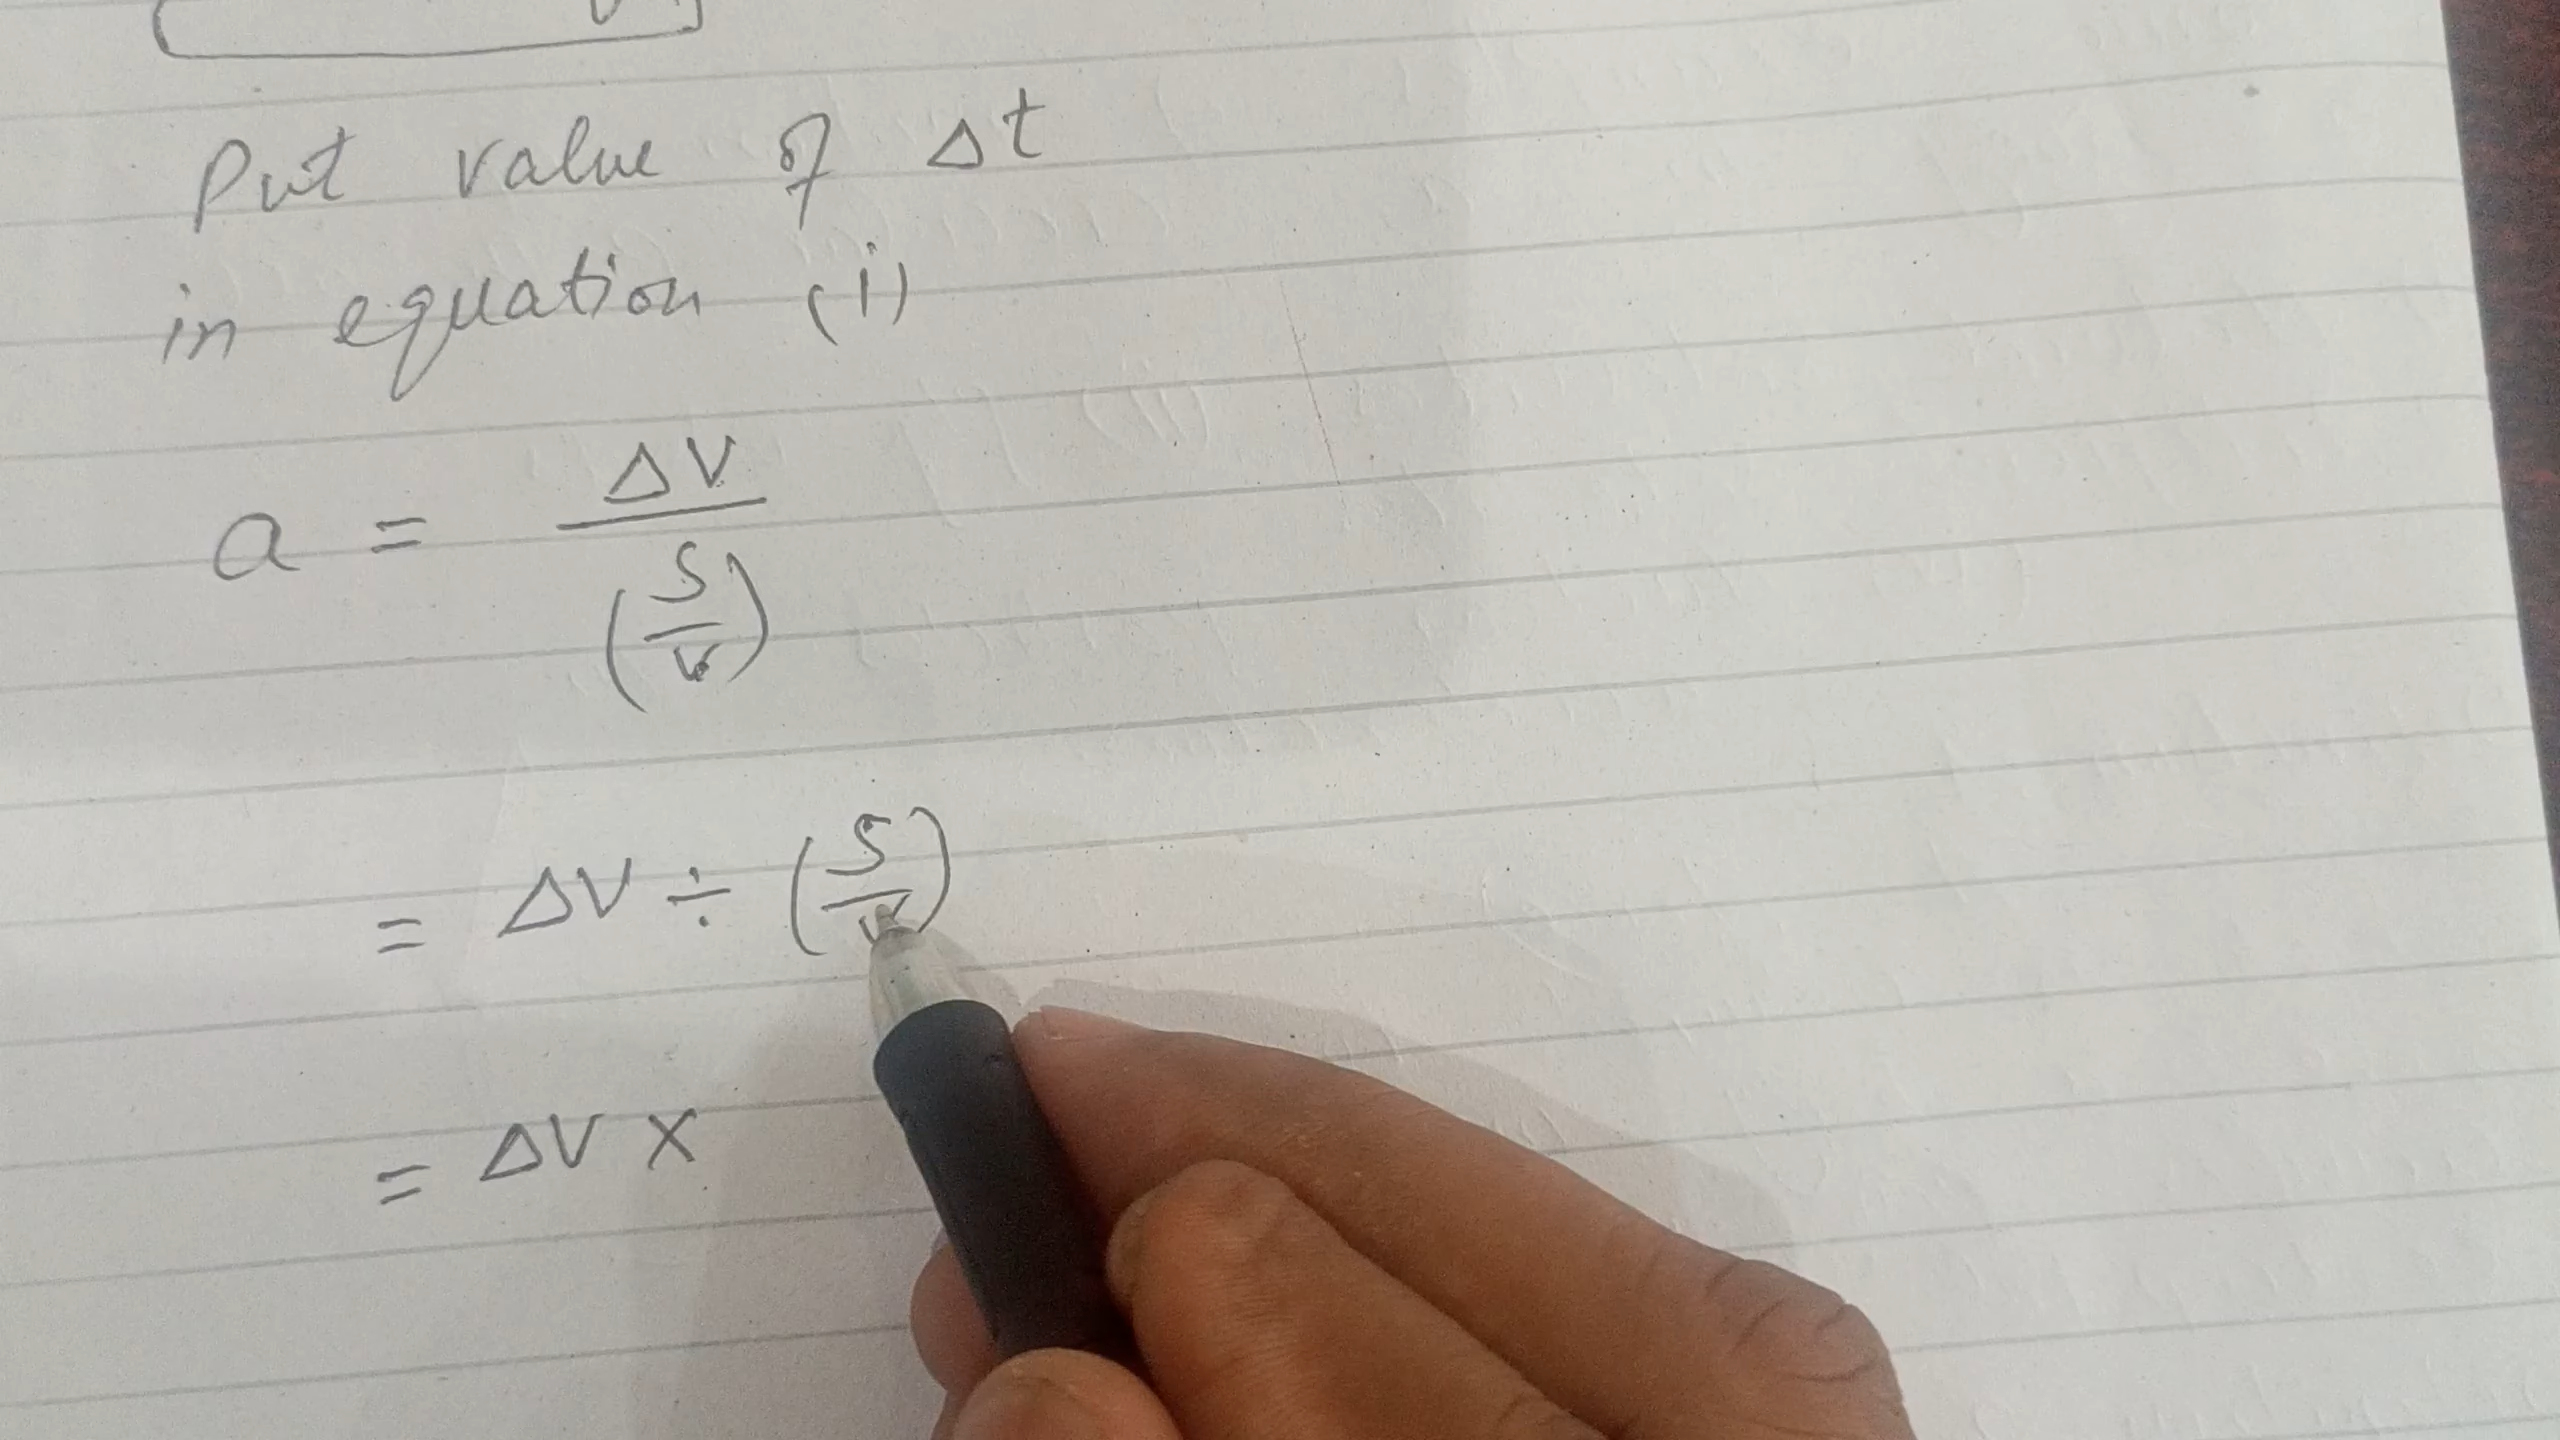 Put value of Δt
in equation (i)
a = ΔV / (S/v)
= ΔV ÷ (S/v)
= ΔV ×